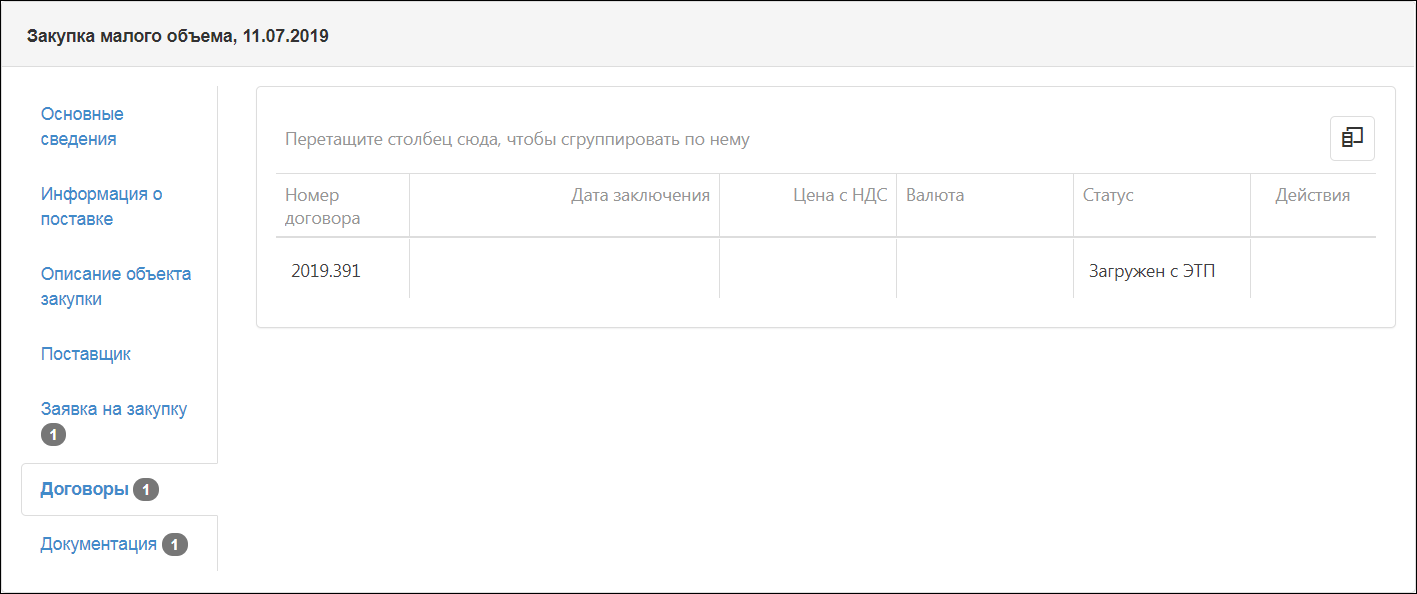 Закупка малого объема, 11.07.2019
Основные
сведения
Информация о
поставке
Описание объекта
закупки
Поставщик
Заявка на закупку
1
Договоры 1
Документация 1
Перетащите столбец сюда, чтобы сгруппировать по нему
Номер
договора
Дата заключения
Цена с НДС
Валюта
Статус
Действия
2019.391
Загружен с ЭТП